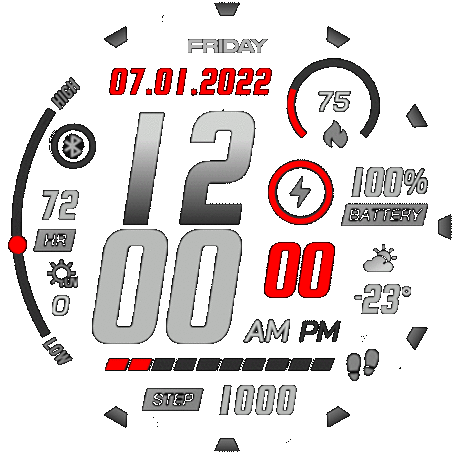 FRIDAY
07.01.2022
HIGH
75
12
100%
BATTERY
72
HR
00
00
-23°
0
AM PM
LOW
STEP 1000